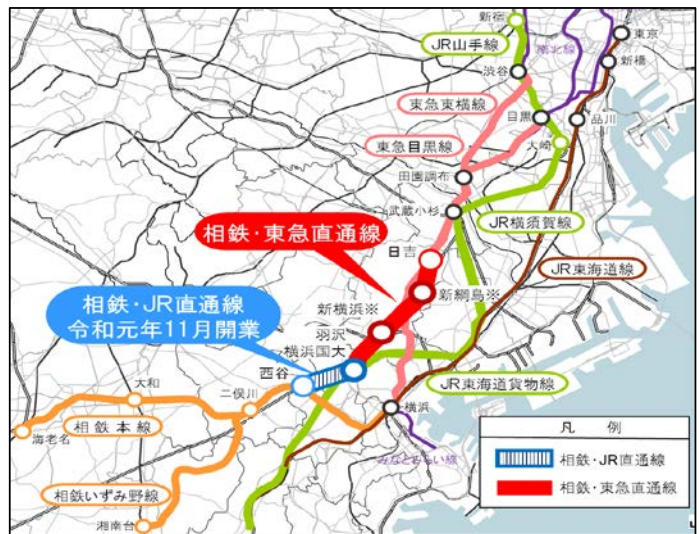 新宿
JR山手線
南北線
東京
新橋
渋谷
東急東横線
目黒
品川
東急目黒線
大崎
田園調布
武蔵小杉
JR横須賀線
相鉄・東急直通線
日吉
JR東海道線
新綱島※
相鉄・JR直通線
令和元年11月開業
新横浜※
羽沢
横浜国大
西谷
JR東海道貨物線
大和
二俣川
横浜
相鉄本線
海老名
みなとみらい線
相鉄いずみ野線
湘南台
凡 例
相鉄・JR直通線
相鉄・東急直通線